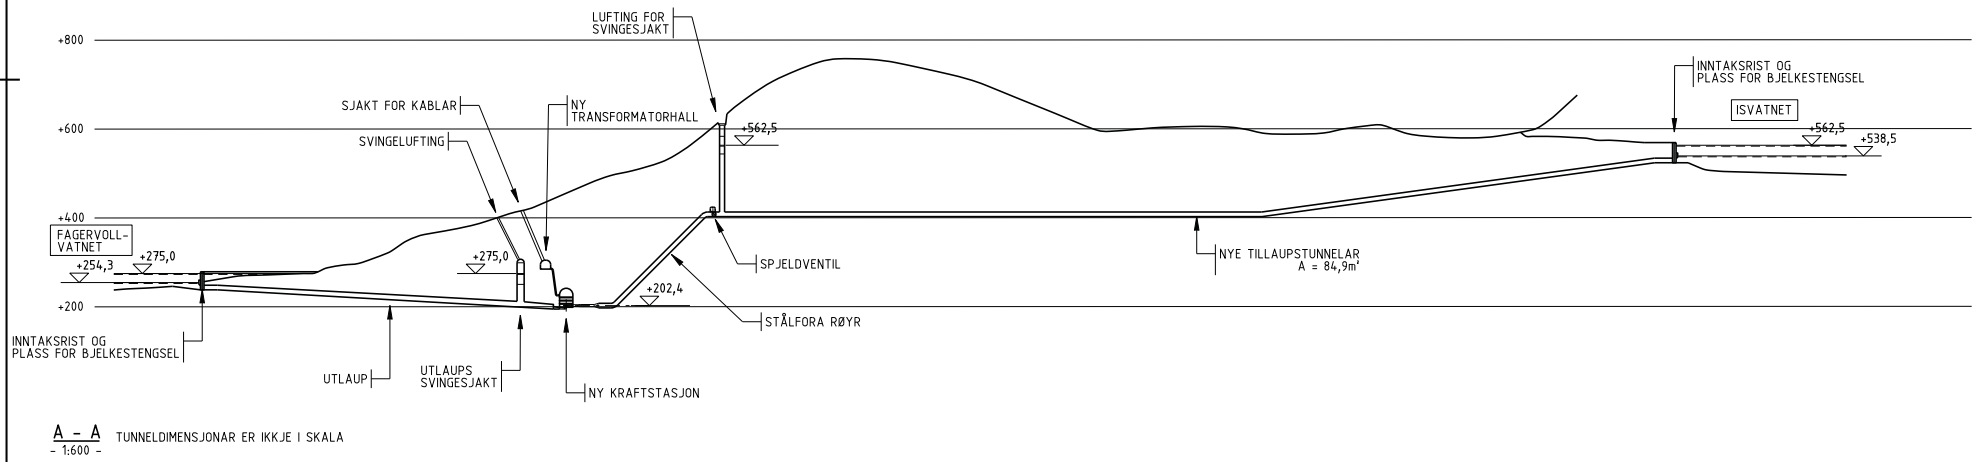 LUFTING FOR
SVINGESJAKT
+800
INNTAKSRIST OG
PLASS FOR BJELKESTENGSEL
SJAKT FOR KABLAR
NY
TRANSFORMATORHALL
ISVATNET
+600
+562,5
+562,5
+538,5
SVINGELUFTING
+400
FAGERVOLL-
VATNET
+275,0
+254,3
+275,0
SPJELDVENTIL
NYE TILLAUPSTUNNELAR
A = 84,9m²
+202,4
+200
STÅLFORA RØYR
INNTAKSRIST OG
PLASS FOR BJELKESTENGSEL
UTLAUP
UTLAUPS
SVINGESJAKT
NY KRAFTSTASJON
A - A
- 1:600 -
TUNNELDIMENSJONAR ER IKKJE I SKALA